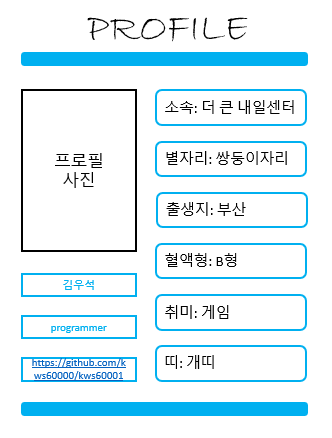 PROFILE
프로필
사진
김우석
programmer
https://github.com/k
ws60000/kws60001
소속: 더 큰 내일센터
별자리: 쌍둥이자리
출생지: 부산
혈액형: B형
취미: 게임
띠: 개띠